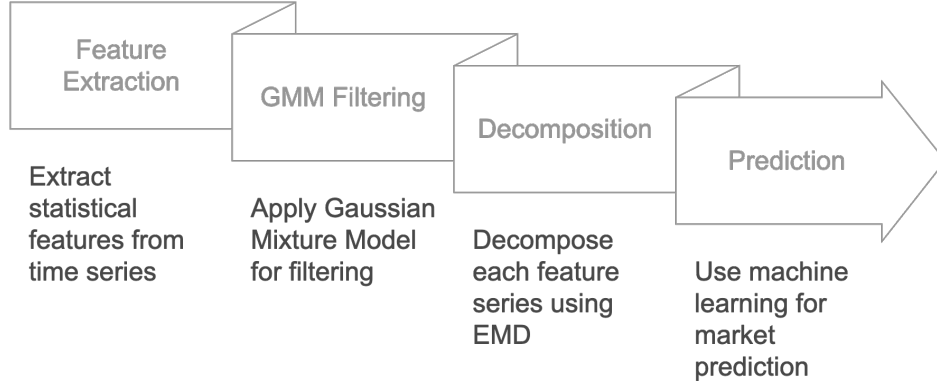 Feature
Extraction
GMM Filtering
Decomposition
Prediction
Extract
statistical
features from
time series
Apply Gaussian
Mixture Model
for filtering
Decompose
each feature
series using
EMD
Use machine
learning for
market
prediction